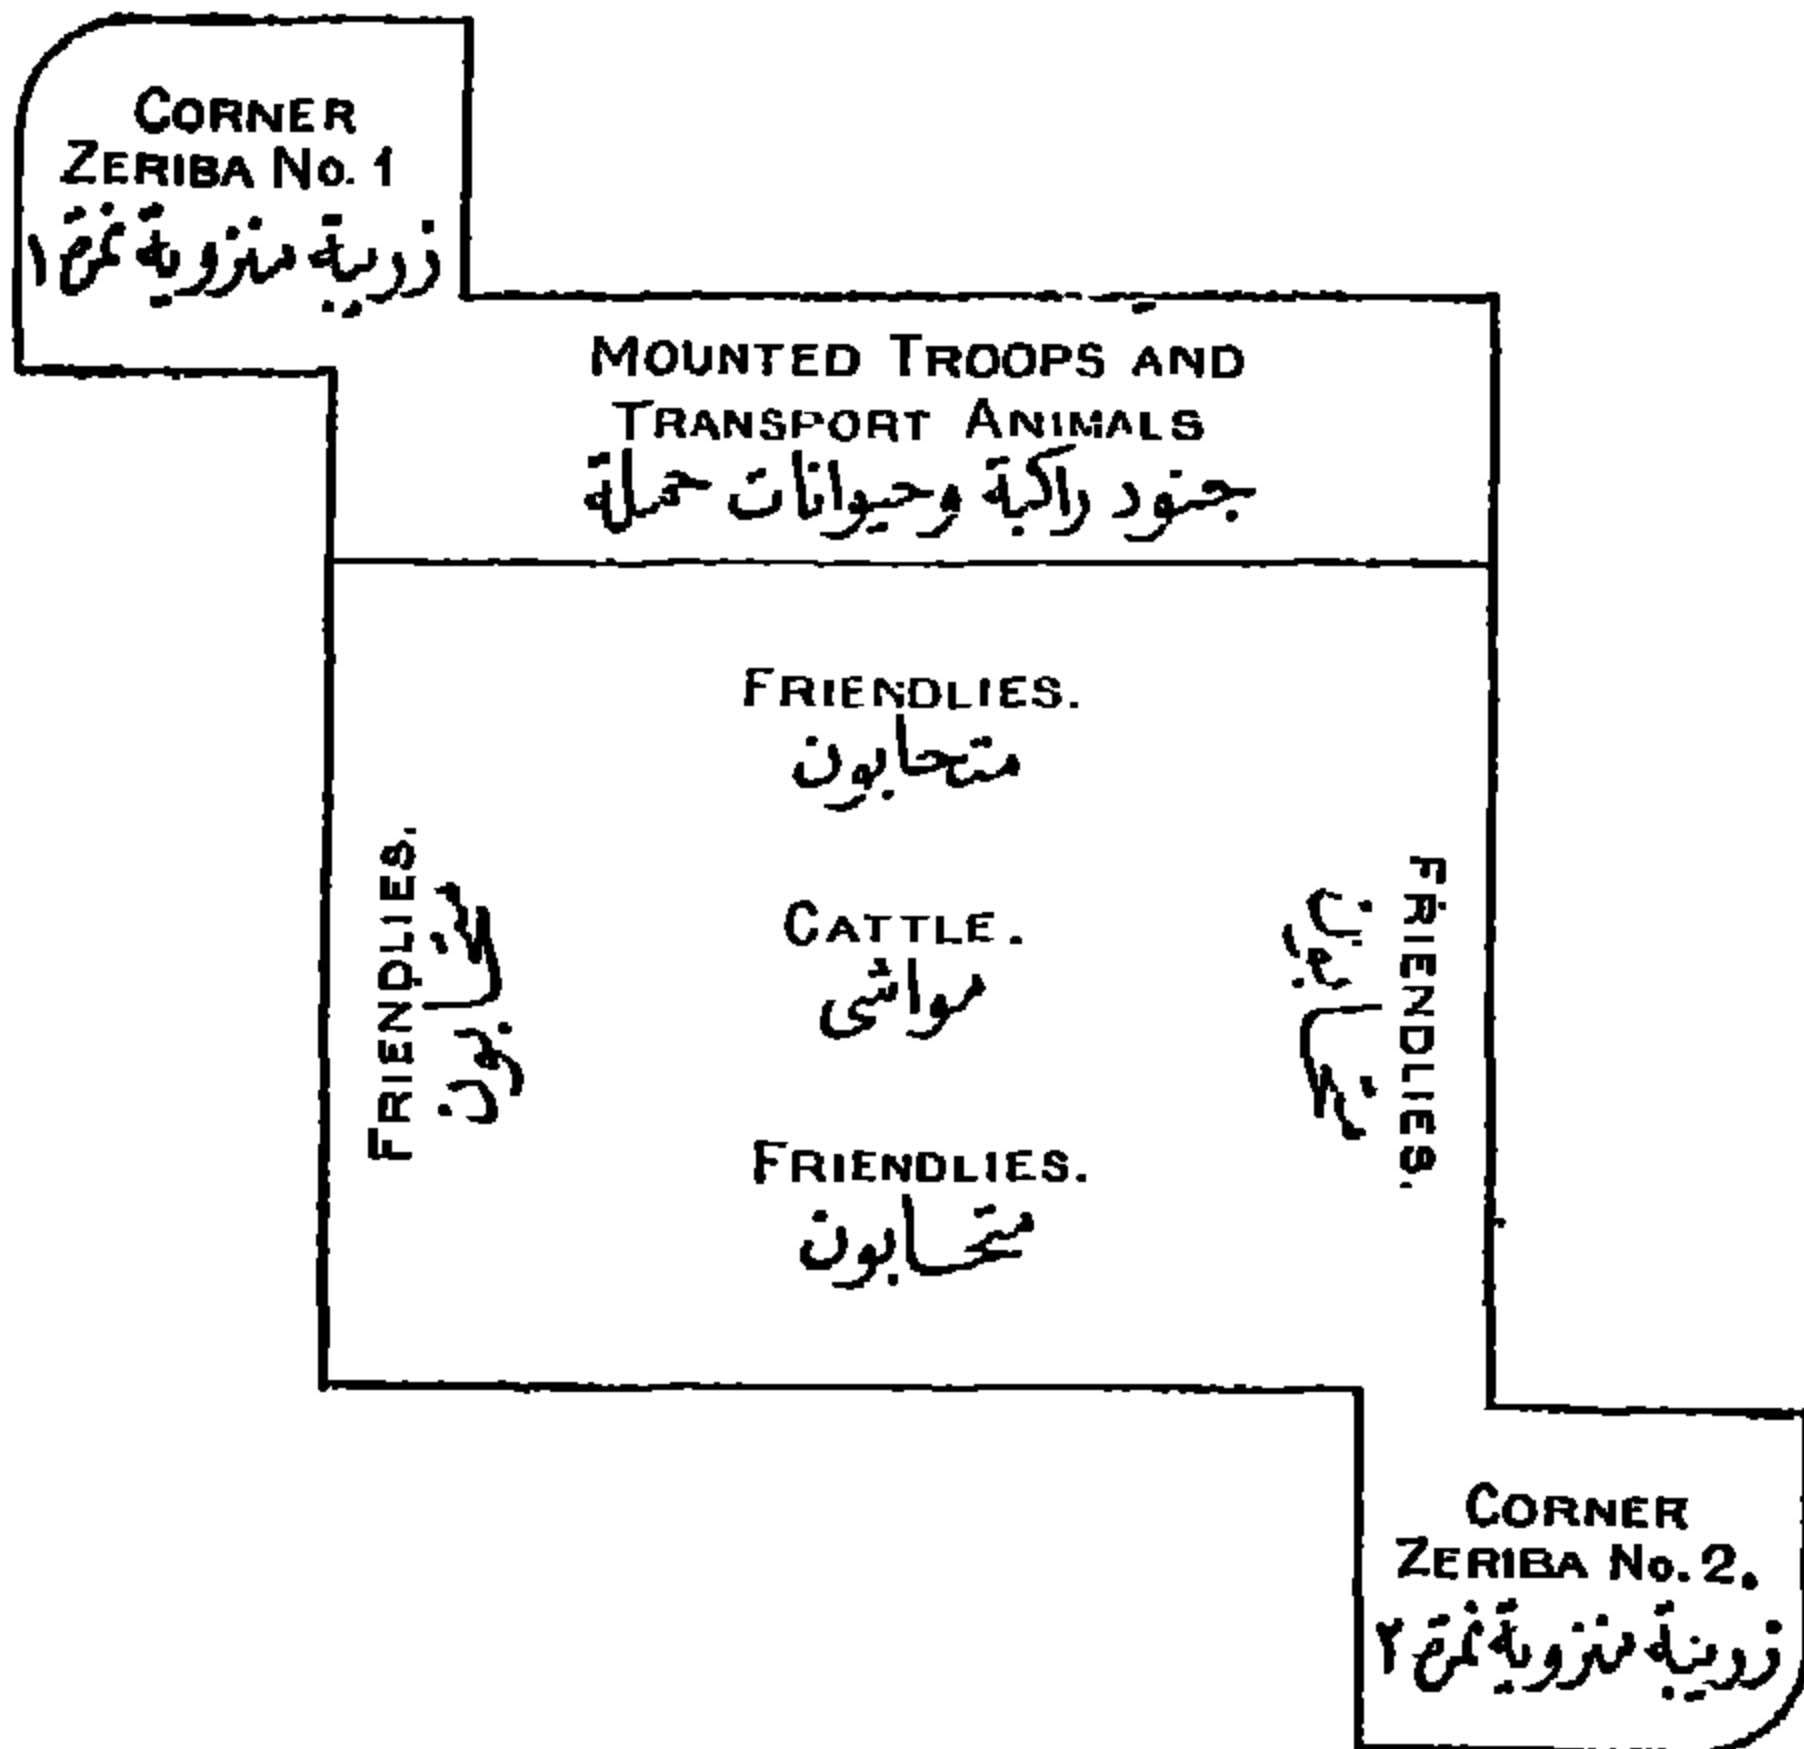 CORNER
ZERIBA No. 1
زريبة منزوية نمرة ١
MOUNTED TROOPS AND
TRANSPORT ANIMALS
جنود راكبة وحيوانات حملة
FRIENDLIES.
متحابون
FRIENDLIES.
متحابون
CATTLE.
مواشى
FRIENDLIES.
متحابون
FRIENDLIES.
متحابون
CORNER
ZERIBA No. 2.
زريبة منزوية نمرة ٢